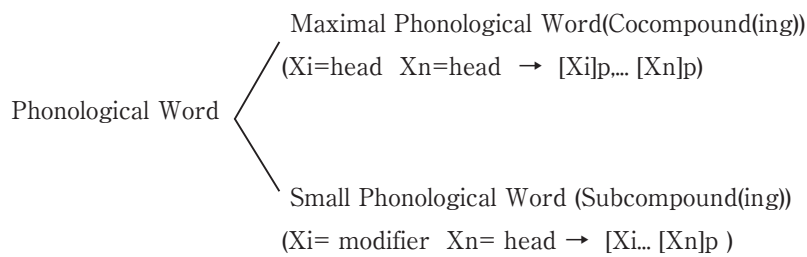 Maximal Phonological Word(Cocompound(ing))
(Xi=head Xn=head → [Xi]p,... [Xn]p)
Phonological Word
Small Phonological Word (Subcompound(ing))
(Xi= modifier Xn= head → [Xi... [Xn]p )